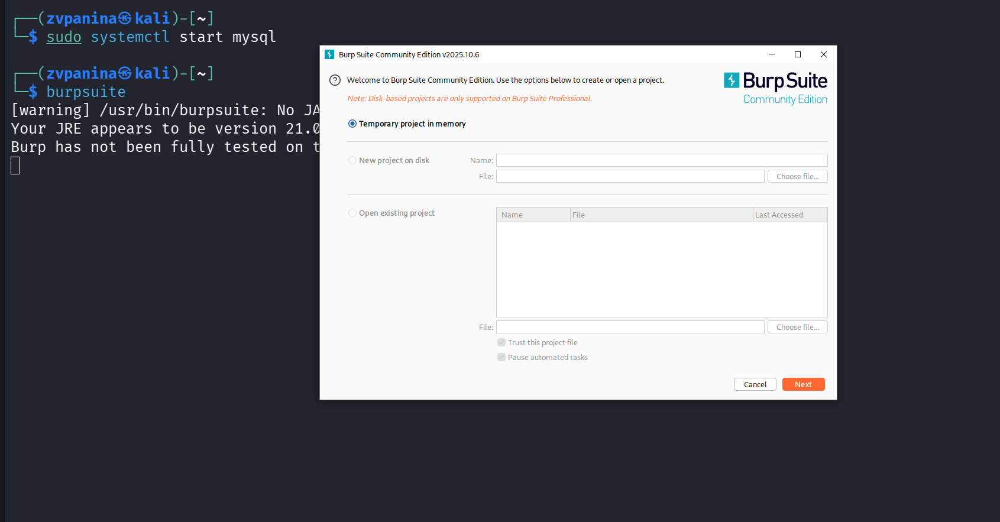 ┌──(zvpanina㉿kali)-[~]
└─$ sudo systemctl start mysql
┌──(zvpanina㉿kali)-[~]
└─$ burpsuite
[warning] /usr/bin/burpsuite: No JA
Your JRE appears to be version 21.0
Burp has not been fully tested on t
Burp Suite Community Edition v2025.10.6
Welcome to Burp Suite Community Edition. Use the options below to create or open a project.
Note: Disk-based projects are only supported on Burp Suite Professional.
Burp Suite
Community Edition
Temporary project in memory
New project on disk Name:
File: Choose file...
Open existing project
Name File Last Accessed
File: Choose file...
Trust this project file
Pause automated tasks
Cancel Next